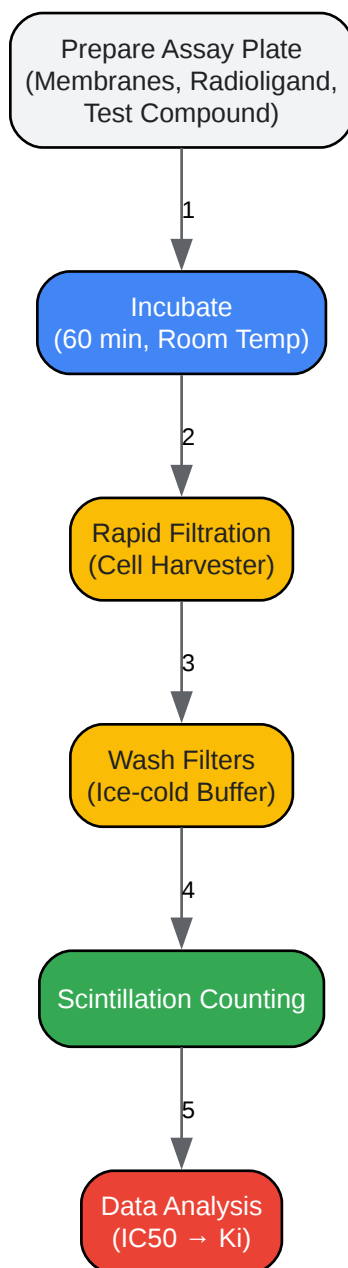 Prepare Assay Plate
(Membranes, Radioligand,
Test Compound)
1
Incubate
(60 min, Room Temp)
2
Rapid Filtration
(Cell Harvester)
3
Wash Filters
(Ice-cold Buffer)
4
Scintillation Counting
5
Data Analysis
(IC50 → Ki)